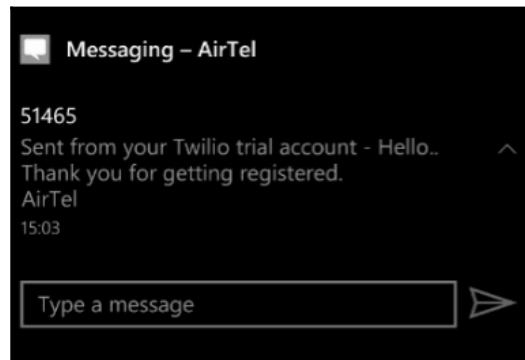 Messaging – AirTel
51465
Sent from your Twilio trial account - Hello..
Thank you for getting registered.
AirTel
15:03
Type a message